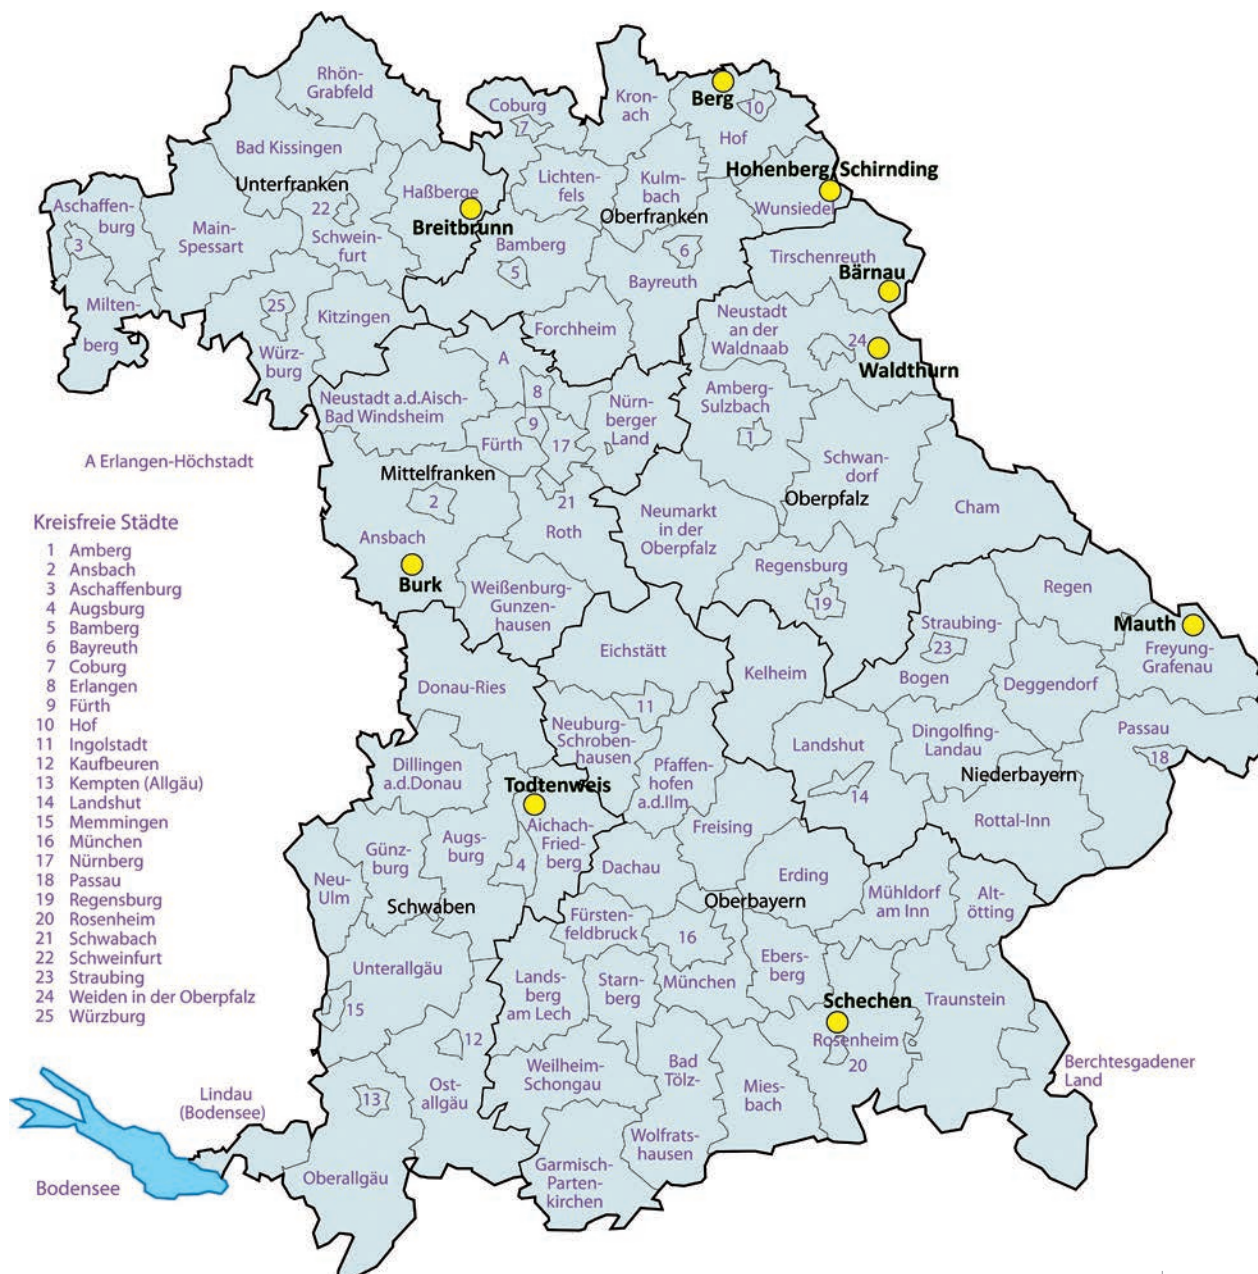 Rhön-
Grabfeld
Coburg
7
Kron-
ach
Berg
10
Hof
Bad Kissingen
Unterfranken
Haßberge
Lichten-
fels
Kulm-
bach
Hohenberg/Schirnding
Wunsiedel
Aschaffen-
burg
3
Main-
Spessart
22
Schwein-
furt
Breitbrunn
Oberfranken
Bamberg
5
6
Bayreuth
Tirschenreuth
Bärnau
Milten-
berg
25
Würz-
burg
Kitzingen
Forchheim
Neustadt
an der
Waldnaab
24
Waldthurn
A
8
Neustadt a.d.Aisch-
Bad Windsheim
9
Fürth
17
Nürn-
berger
Land
Amberg-
Sulzbach
1
A Erlangen-Höchstadt
Mittelfranken
2
21
Schwan-
dorf
Oberpfalz
Cham
Ansbach
Roth
Neumarkt
in der
Oberpfalz
Burk
Weißenburg-
Gunzen-
hausen
Regensburg
19
Regen
Straubing-
23
Bogen
Mauth
Freyung-
Grafenau
Eichstätt
Kelheim
Deggendorf
Donau-Ries
11
Neuburg-
Schroben-
hausen
Dingolfing-
Landau
Passau
18
Landshut
14
Niederbayern
Dillingen
a.d.Donau
Pfaffen-
hofen
a.d.Ilm
Todtenweis
Rottal-Inn
Aichach-
Fried-
berg
4
Augs-
burg
Günz-
burg
Freising
Neu-
Ulm
Schwaben
Dachau
Erding
Oberbayern
Mühldorf
am Inn
Alt-
ötting
Fürsten-
feldbruck
16
München
Ebers-
berg
Unterallgäu
15
Lands-
berg
am Lech
Starn-
berg
Schechen
Rosenheim
20
Traunstein
12
Weilheim-
Schongau
Bad
Tölz-
Wolfrats-
hausen
Mies-
bach
Berchtesgadener
Land
Ost-
allgäu
13
Lindau
(Bodensee)
Oberallgäu
Garmisch-
Parten-
kirchen
Bodensee
Kreisfreie Städte
1 Amberg
2 Ansbach
3 Aschaffenburg
4 Augsburg
5 Bamberg
6 Bayreuth
7 Coburg
8 Erlangen
9 Fürth
10 Hof
11 Ingolstadt
12 Kaufbeuren
13 Kempten (Allgäu)
14 Landshut
15 Memmingen
16 München
17 Nürnberg
18 Passau
19 Regensburg
20 Rosenheim
21 Schwabach
22 Schweinfurt
23 Straubing
24 Weiden in der Oberpfalz
25 Würzburg